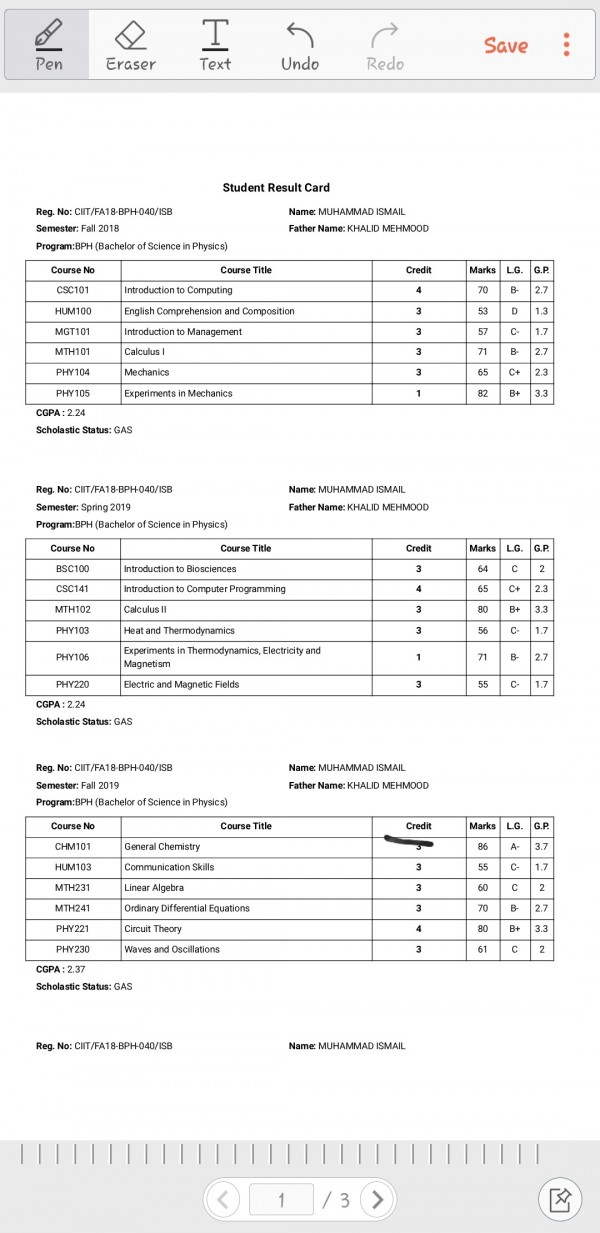 Pen Eraser Text Undo Redo Save
Student Result Card
Reg. No: CIIT/FA18-BPH-040/ISB Name: MUHAMMAD ISMAIL
Semester: Fall 2018 Father Name: KHALID MEHMOOD
Program:BPH (Bachelor of Science in Physics)
Course No Course Title Credit Marks L.G. G.P.
CSC101 Introduction to Computing 4 70 B- 2.7
HUM100 English Comprehension and Composition 3 53 D 1.3
MGT101 Introduction to Management 3 57 C- 1.7
MTH101 Calculus I 3 71 B- 2.7
PHY104 Mechanics 3 65 C+ 2.3
PHY105 Experiments in Mechanics 1 82 B+ 3.3
CGPA : 2.24
Scholastic Status: GAS
Reg. No: CIIT/FA18-BPH-040/ISB Name: MUHAMMAD ISMAIL
Semester: Spring 2019 Father Name: KHALID MEHMOOD
Program:BPH (Bachelor of Science in Physics)
Course No Course Title Credit Marks L.G. G.P.
BSC100 Introduction to Biosciences 3 64 C 2
CSC141 Introduction to Computer Programming 4 65 C+ 2.3
MTH102 Calculus II 3 80 B+ 3.3
PHY103 Heat and Thermodynamics 3 56 C- 1.7
PHY106 Experiments in Thermodynamics, Electricity and
Magnetism 1 71 B- 2.7
PHY220 Electric and Magnetic Fields 3 55 C- 1.7
CGPA : 2.24
Scholastic Status: GAS
Reg. No: CIIT/FA18-BPH-040/ISB Name: MUHAMMAD ISMAIL
Semester: Fall 2019 Father Name: KHALID MEHMOOD
Program:BPH (Bachelor of Science in Physics)
Course No Course Title Credit Marks L.G. G.P.
CHM101 General Chemistry 3 86 A- 3.7
HUM103 Communication Skills 3 55 C- 1.7
MTH231 Linear Algebra 3 60 C 2
MTH241 Ordinary Differential Equations 3 70 B- 2.7
PHY221 Circuit Theory 4 80 B+ 3.3
PHY230 Waves and Oscillations 3 61 C 2
CGPA : 2.37
Scholastic Status: GAS
Reg. No: CIIT/FA18-BPH-040/ISB Name: MUHAMMAD ISMAIL
1 / 3